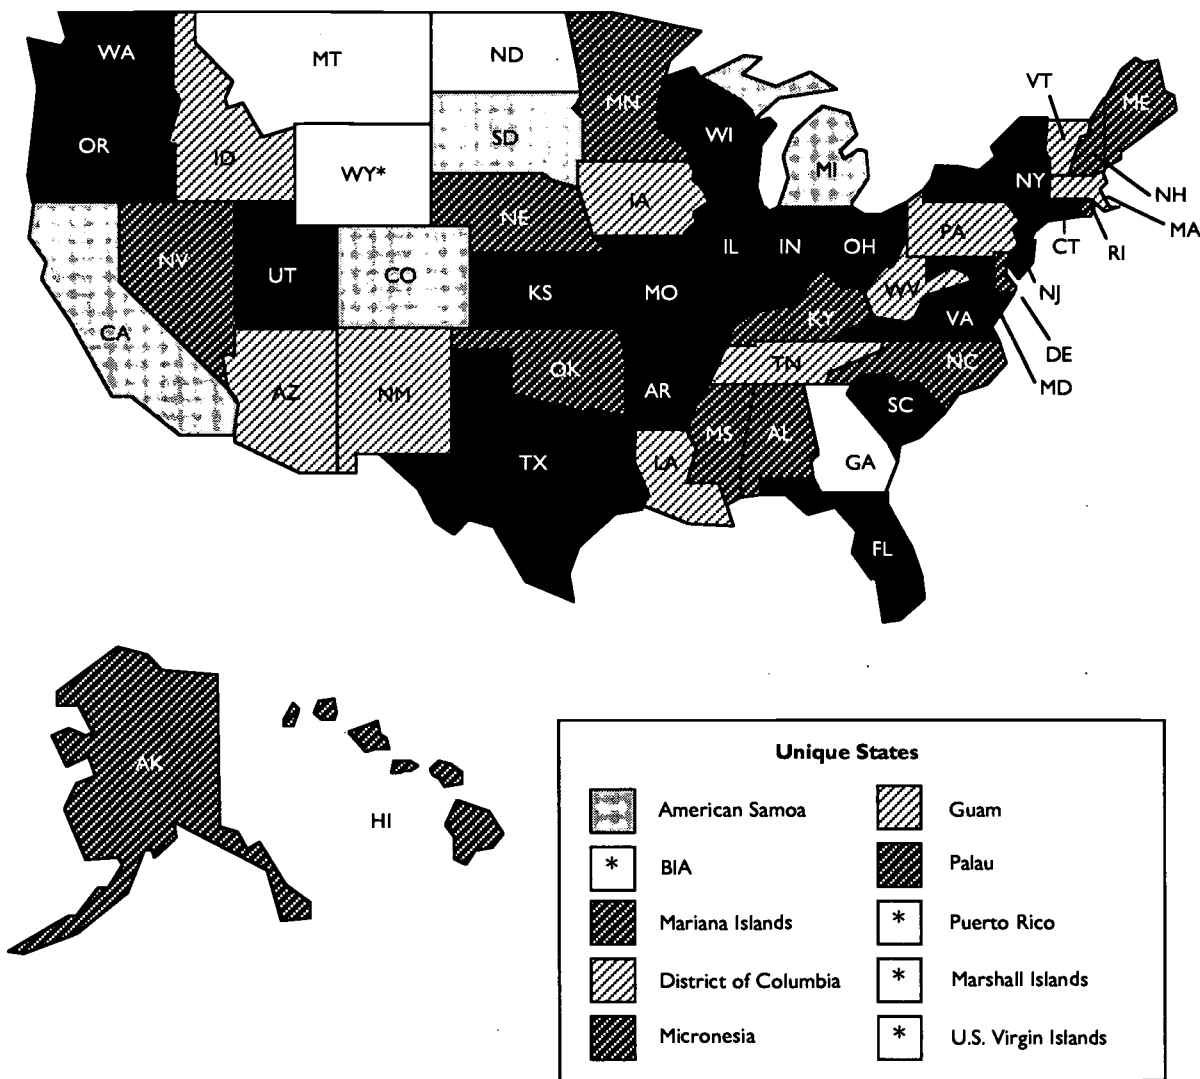 WA
MT
ND
MN
VT
ME
OR
ID
WY*
SD
WI
MI
NY
NH
MA
CT
RI
NE
IA
PA
NV
UT
CO
KS
MO
IL
IN
OH
WV
VA
NJ
DE
MD
CA
KY
AZ
NM
OK
AR
TN
NC
SC
MS
AL
GA
TX
LA
FL
AK
HI
Unique States
American Samoa
Guam
* BIA
Palau
Mariana Islands
* Puerto Rico
District of Columbia
* Marshall Islands
Micronesia
* U.S. Virgin Islands